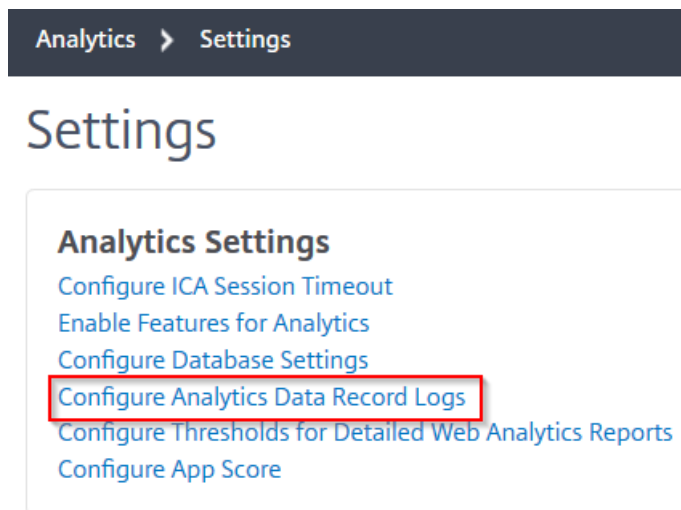 Analytics > Settings
Settings
Analytics Settings
Configure ICA Session Timeout
Enable Features for Analytics
Configure Database Settings
Configure Analytics Data Record Logs
Configure Thresholds for Detailed Web Analytics Reports
Configure App Score